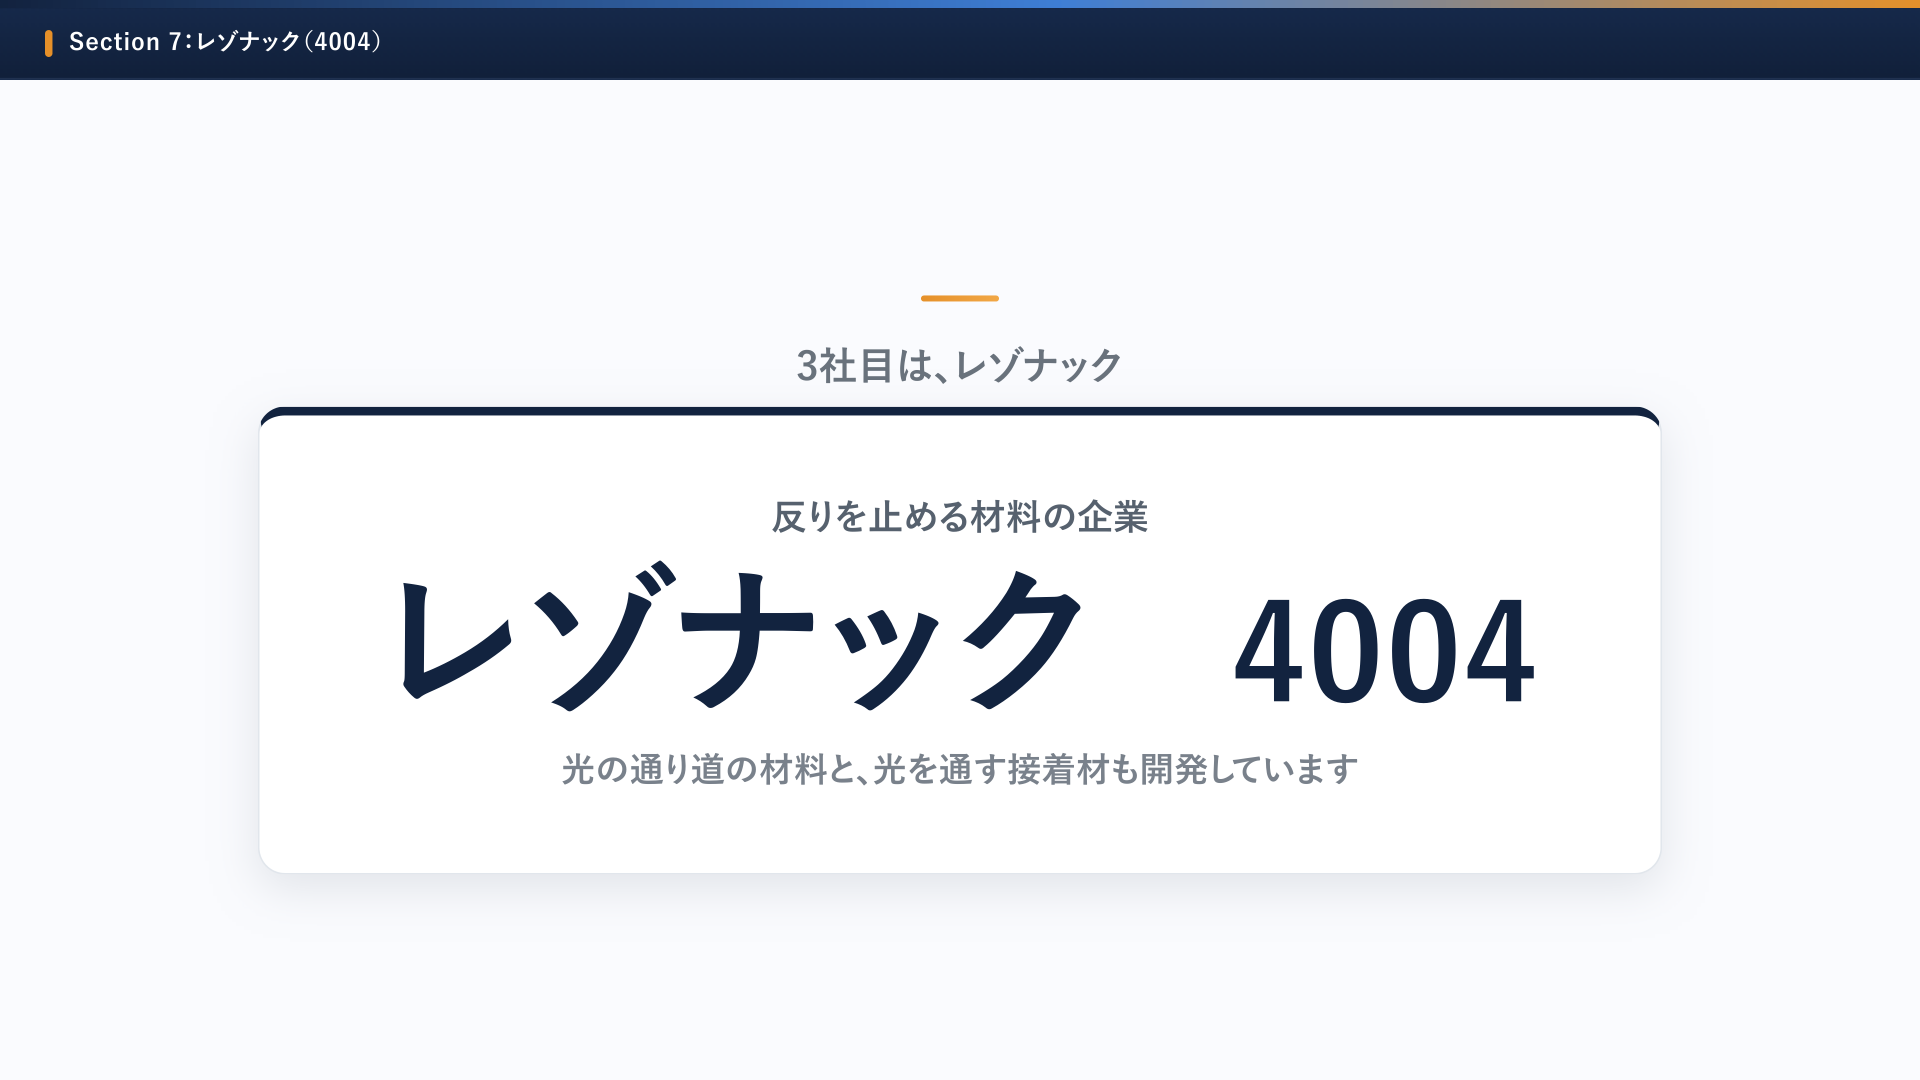 Section 7：レゾナック（4004）
3社目は、レゾナック
反りを止める材料の企業
レゾナック　4004
光の通り道の材料と、光を通す接着材も開発しています